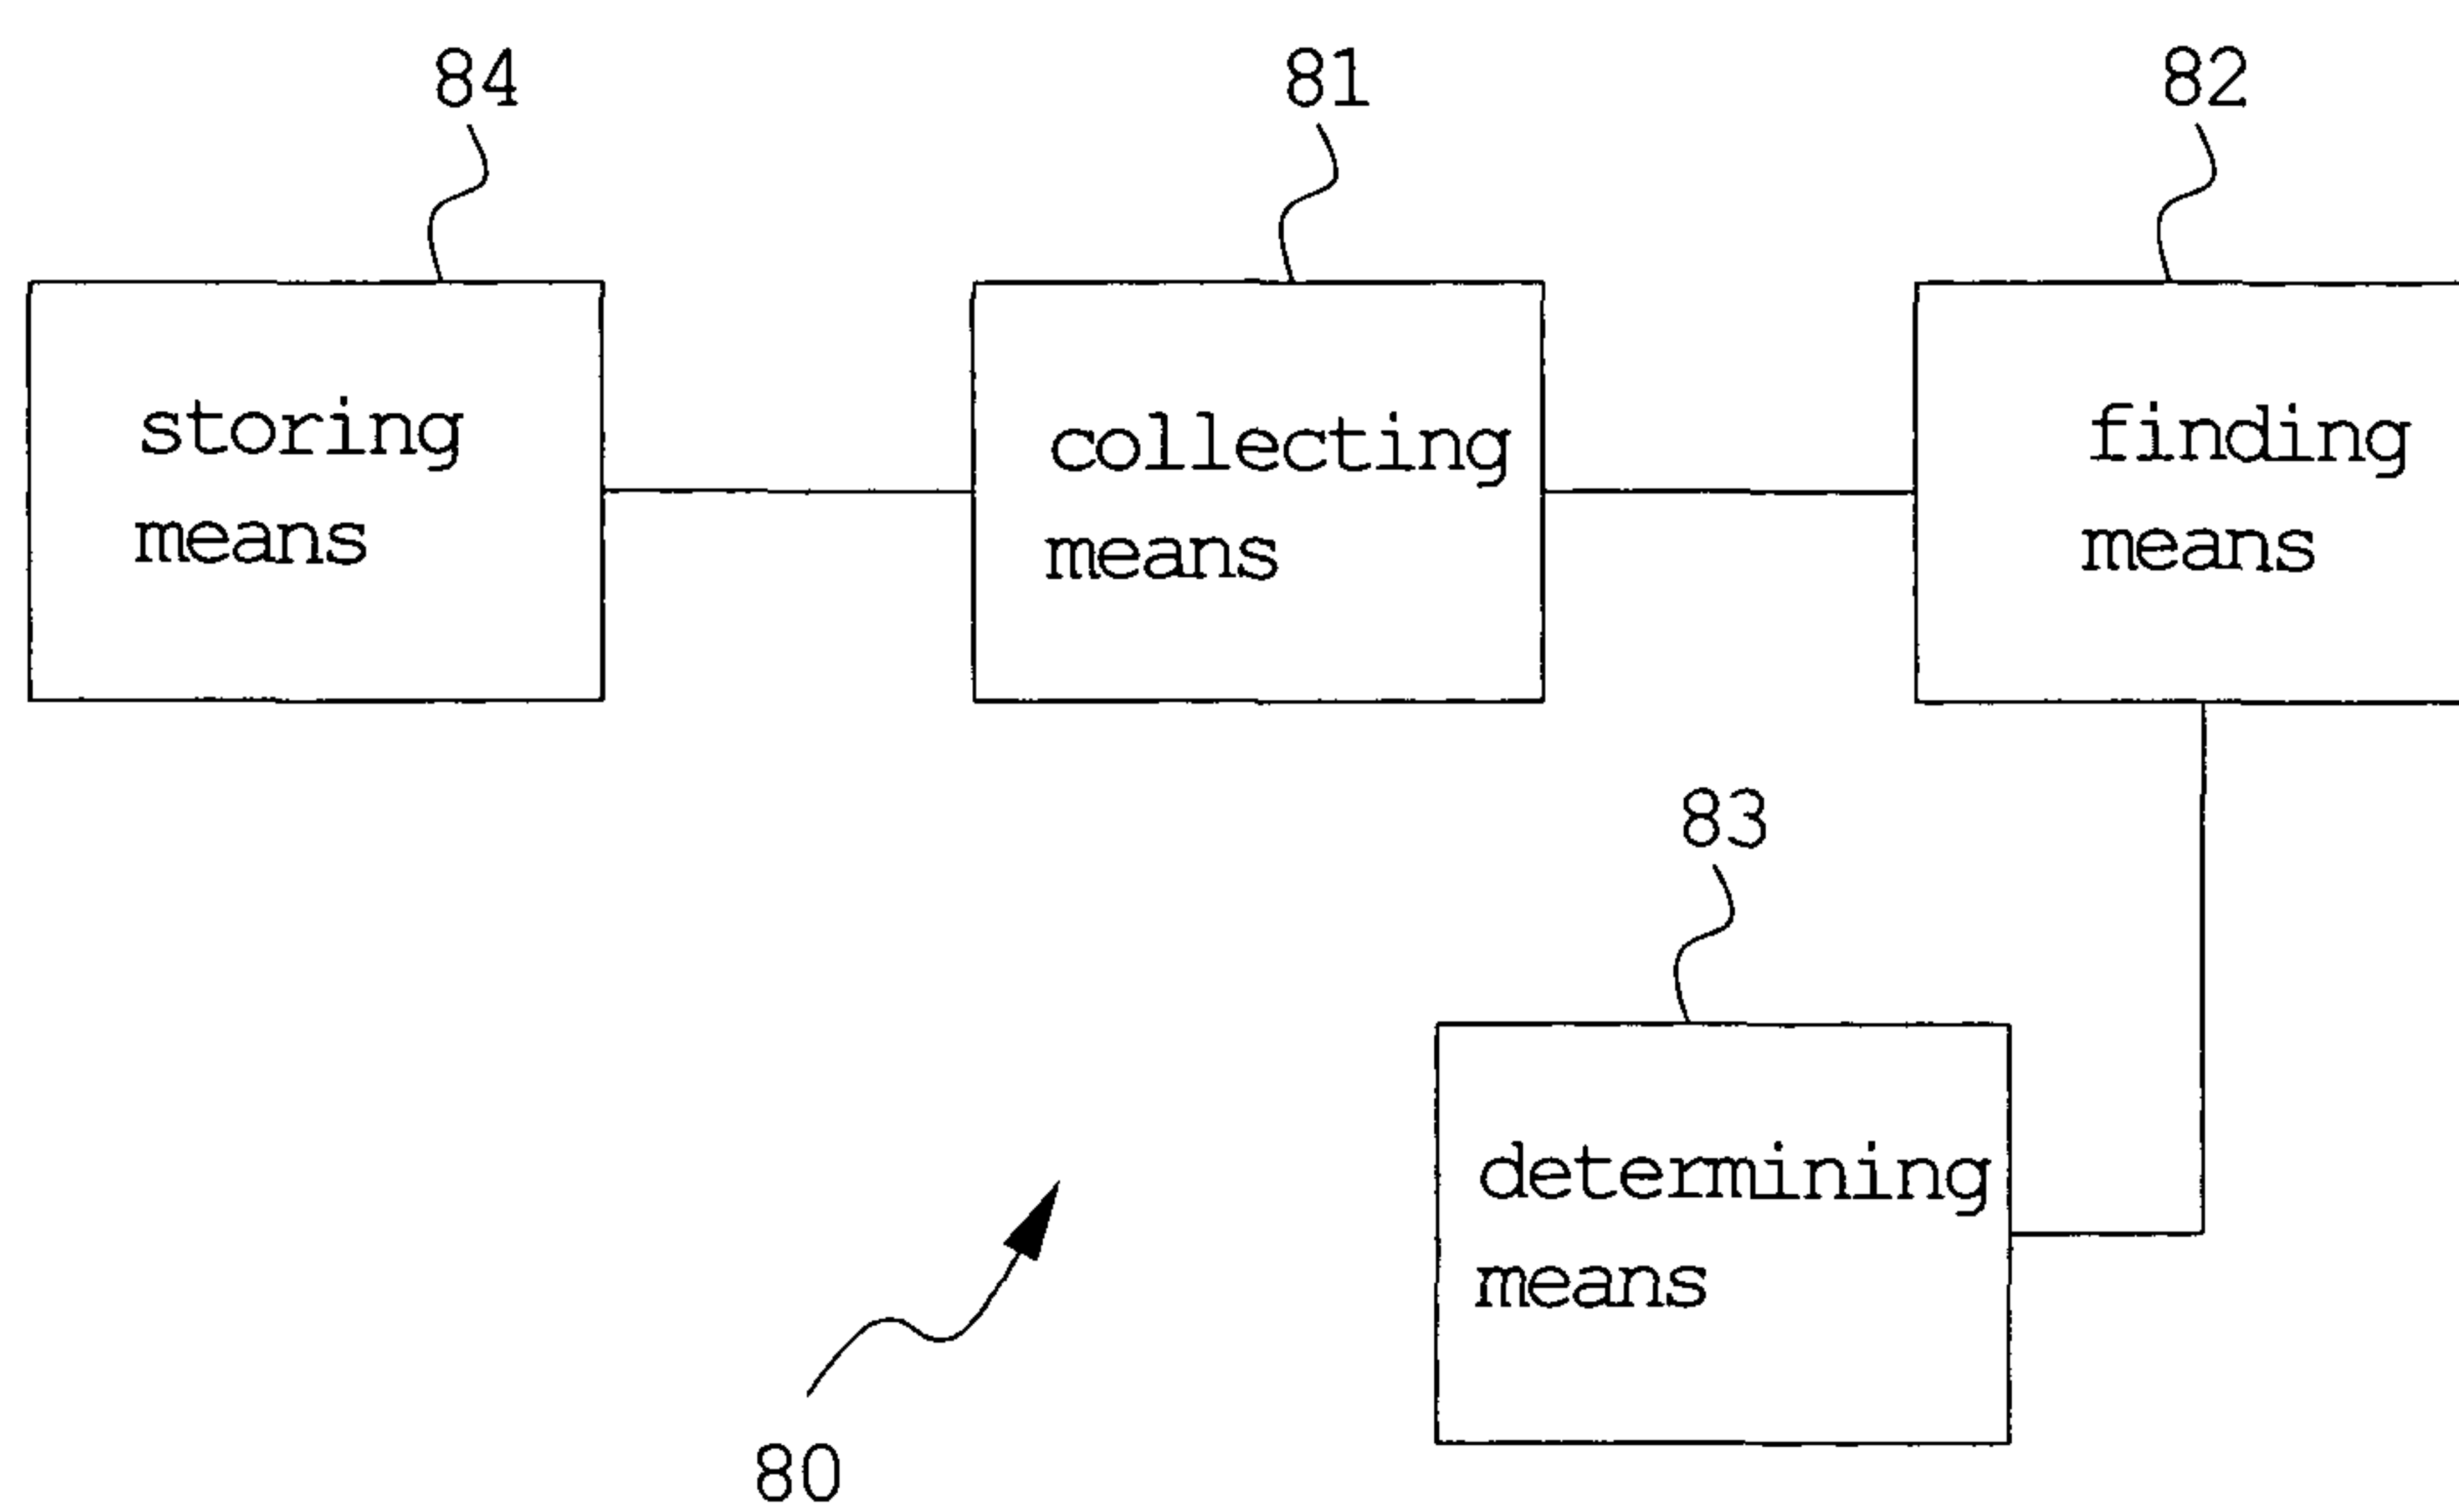 84
81
82
storing
means
collecting
means
finding
means
83
determining
means
80